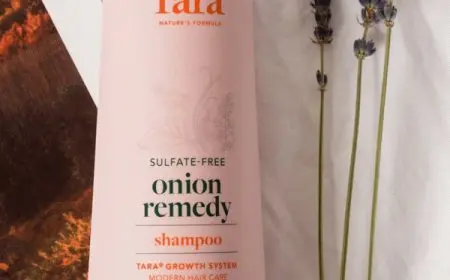 Tara
NATURE'S FORMULA
SULFATE-FREE
onion
remedy
shampoo
TARA® GROWTH SYSTEM
MODERN HAIR CARE